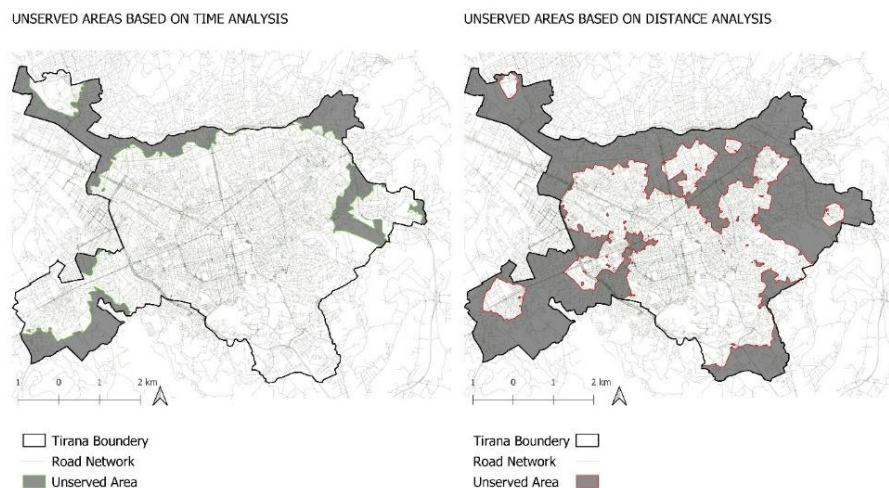 UNSERVED AREAS BASED ON TIME ANALYSIS
1 0 1 2 km
Tirana Boundery
Road Network
Unserved Area
UNSERVED AREAS BASED ON DISTANCE ANALYSIS
1 0 1 2 km
Tirana Boundery
Road Network
Unserved Area